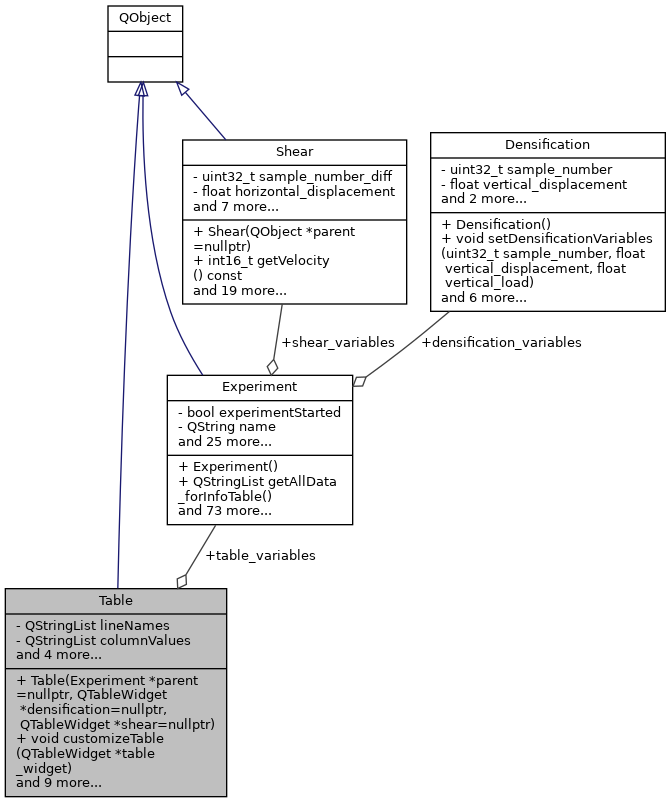 QObject
Shear
- uint32_t sample_number_diff
- float horizontal_displacement
and 7 more...
+ Shear(QObject *parent
=nullptr)
+ int16_t getVelocity
() const
and 19 more...
Densification
- uint32_t sample_number
- float vertical_displacement
and 2 more...
+ Densification()
+ void setDensificationVariables
(uint32_t sample_number, float
vertical_displacement, float
vertical_load)
and 6 more...
+shear_variables
+densification_variables
Experiment
- bool experimentStarted
- QString name
and 25 more...
+ Experiment()
+ QStringList getAllData
_forInfoTable()
and 73 more...
+table_variables
Table
- QStringList lineNames
- QStringList columnValues
and 4 more...
+ Table(Experiment *parent
=nullptr, QTableWidget
*densification=nullptr,
QTableWidget *shear=nullptr)
+ void customizeTable
(QTableWidget *table
_widget)
and 9 more...